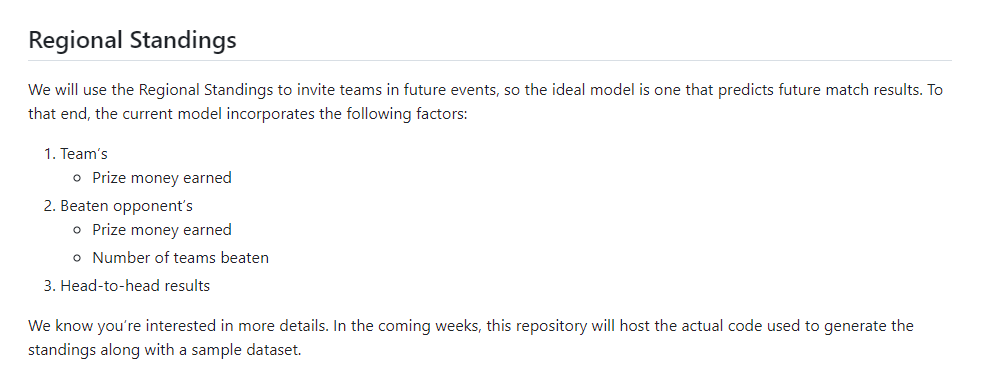 Regional Standings
We will use the Regional Standings to invite teams in future events, so the ideal model is one that predicts future match results. To
that end, the current model incorporates the following factors:
1. Team's
○ Prize money earned
2. Beaten opponent's
○ Prize money earned
○ Number of teams beaten
3. Head-to-head results
We know you're interested in more details. In the coming weeks, this repository will host the actual code used to generate the
standings along with a sample dataset.